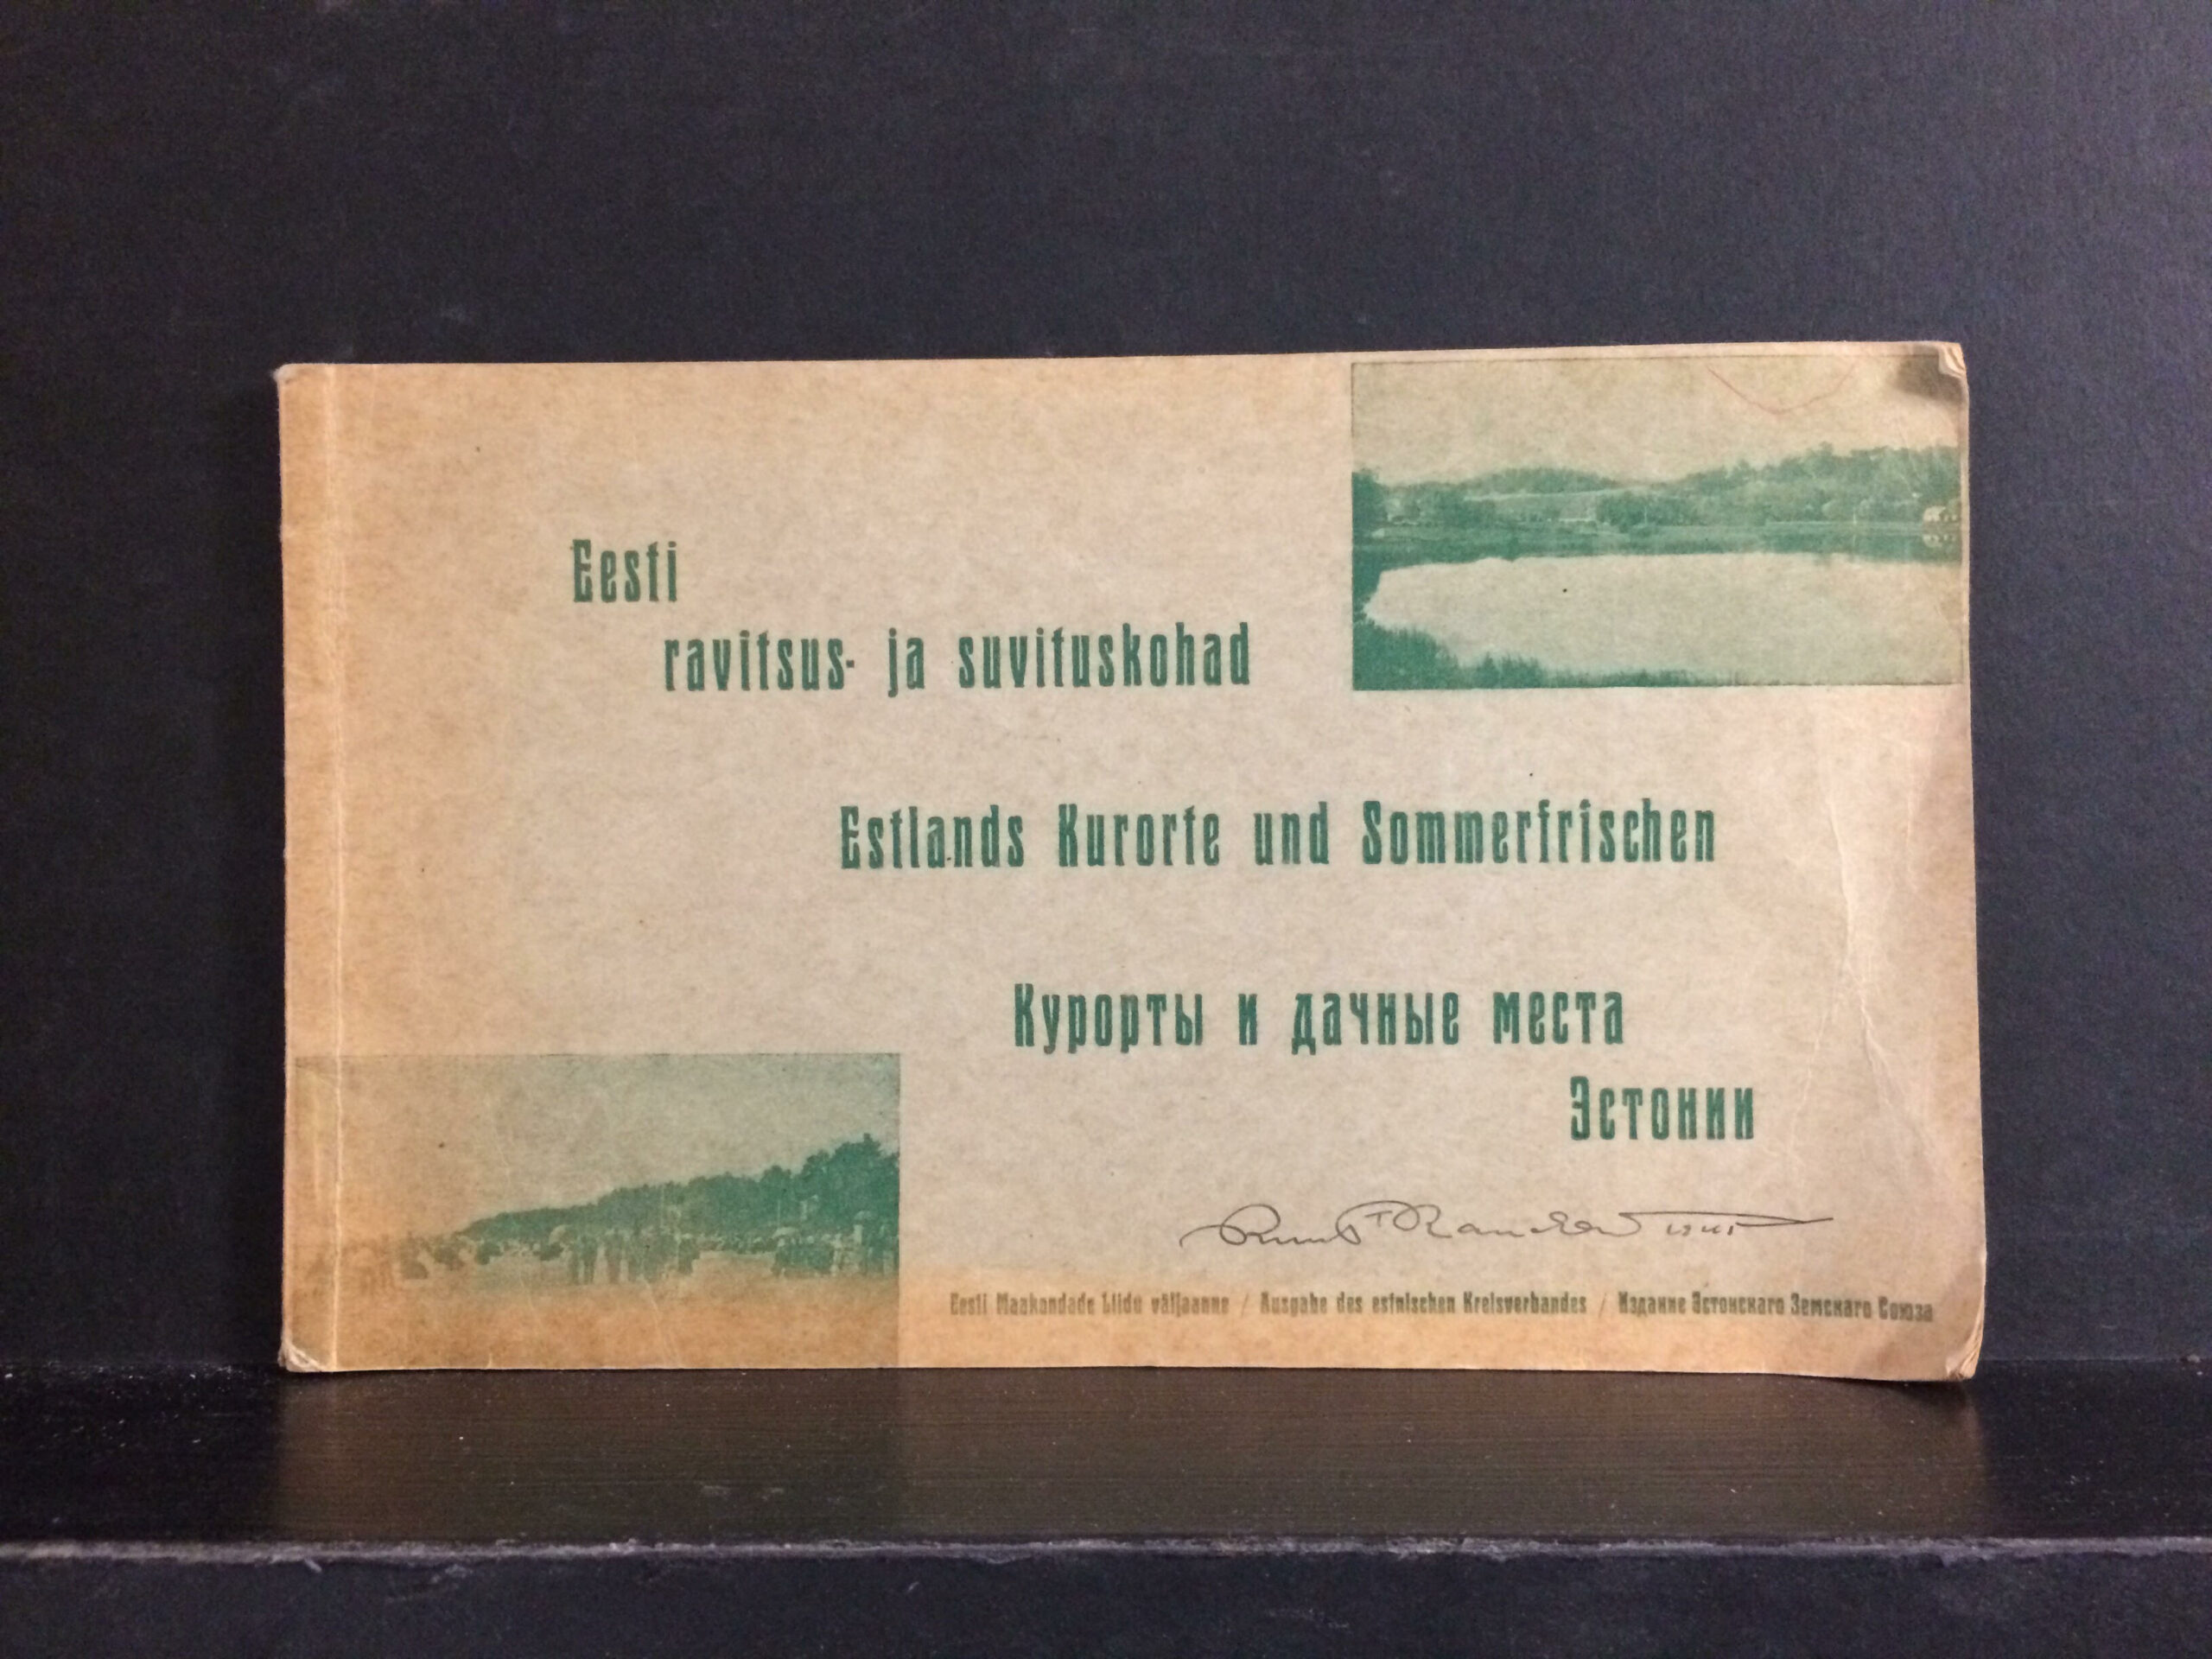 Eesti
ravitsus- ja suvituskohad
Estlands Kurorte und Sommerfrischen
Курорты и дачные места
Эстонии
Eesti Maakondade Liidu väljaanne / Ausgabe des estnischen Kreisverbandes / Издание Эстонскаго Земскаго Союза